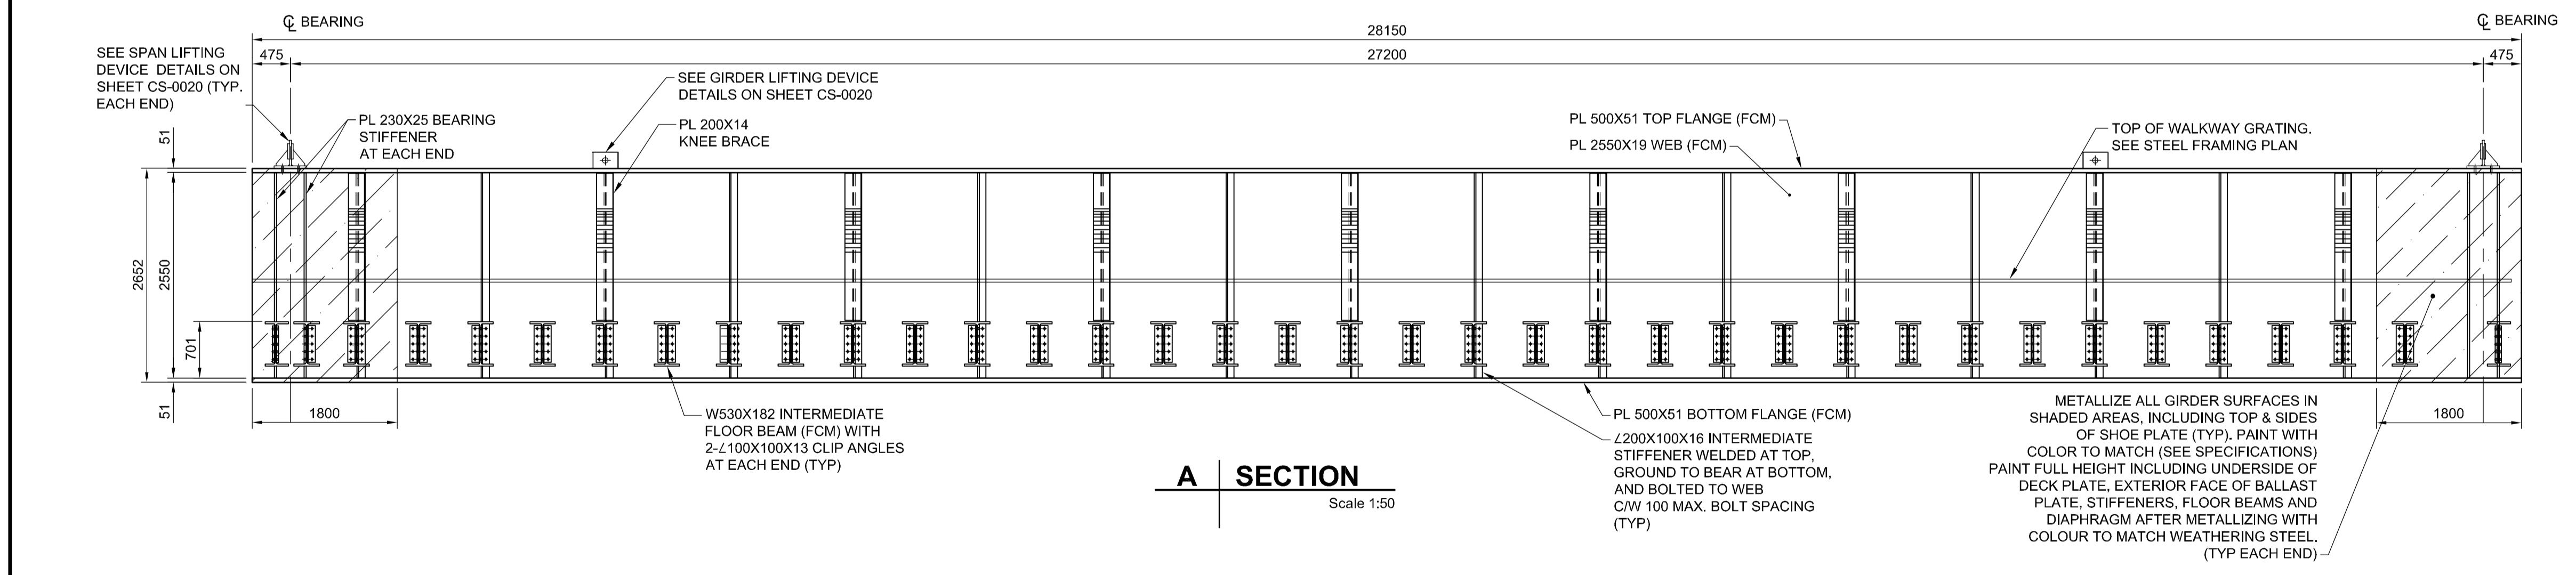 ℄ BEARING
℄ BEARING
28150
475
27200
475
SEE SPAN LIFTING
DEVICE DETAILS ON
SHEET CS-0020 (TYP.
EACH END)
SEE GIRDER LIFTING DEVICE
DETAILS ON SHEET CS-0020
PL 230X25 BEARING
STIFFENER
AT EACH END
PL 200X14
KNEE BRACE
PL 500X51 TOP FLANGE (FCM)
PL 2550X19 WEB (FCM)
TOP OF WALKWAY GRATING.
SEE STEEL FRAMING PLAN
51
2652
2550
701
51
1800
1800
W530X182 INTERMEDIATE
FLOOR BEAM (FCM) WITH
2-∠100X100X13 CLIP ANGLES
AT EACH END (TYP)
PL 500X51 BOTTOM FLANGE (FCM)
∠200X100X16 INTERMEDIATE
STIFFENER WELDED AT TOP,
GROUND TO BEAR AT BOTTOM,
AND BOLTED TO WEB
C/W 100 MAX. BOLT SPACING
(TYP)
METALLIZE ALL GIRDER SURFACES IN
SHADED AREAS, INCLUDING TOP & SIDES
OF SHOE PLATE (TYP). PAINT WITH
COLOR TO MATCH (SEE SPECIFICATIONS)
PAINT FULL HEIGHT INCLUDING UNDERSIDE OF
DECK PLATE, EXTERIOR FACE OF BALLAST
PLATE, STIFFENERS, FLOOR BEAMS AND
DIAPHRAGM AFTER METALLIZING WITH
COLOUR TO MATCH WEATHERING STEEL.
(TYP EACH END)
A SECTION
Scale 1:50